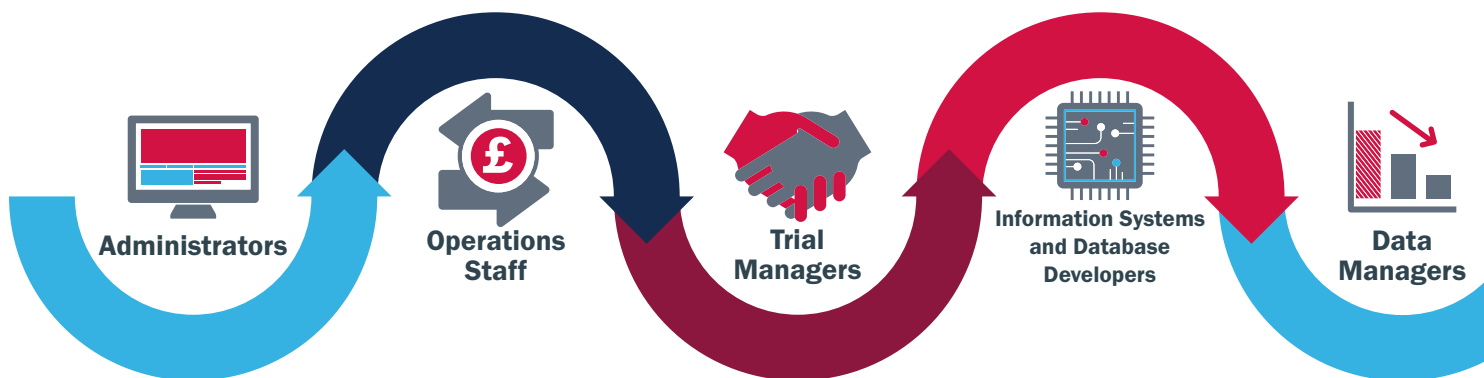 Administrators
£
Operations
Staff
Trial
Managers
Information Systems
and Database
Developers
Data
Managers